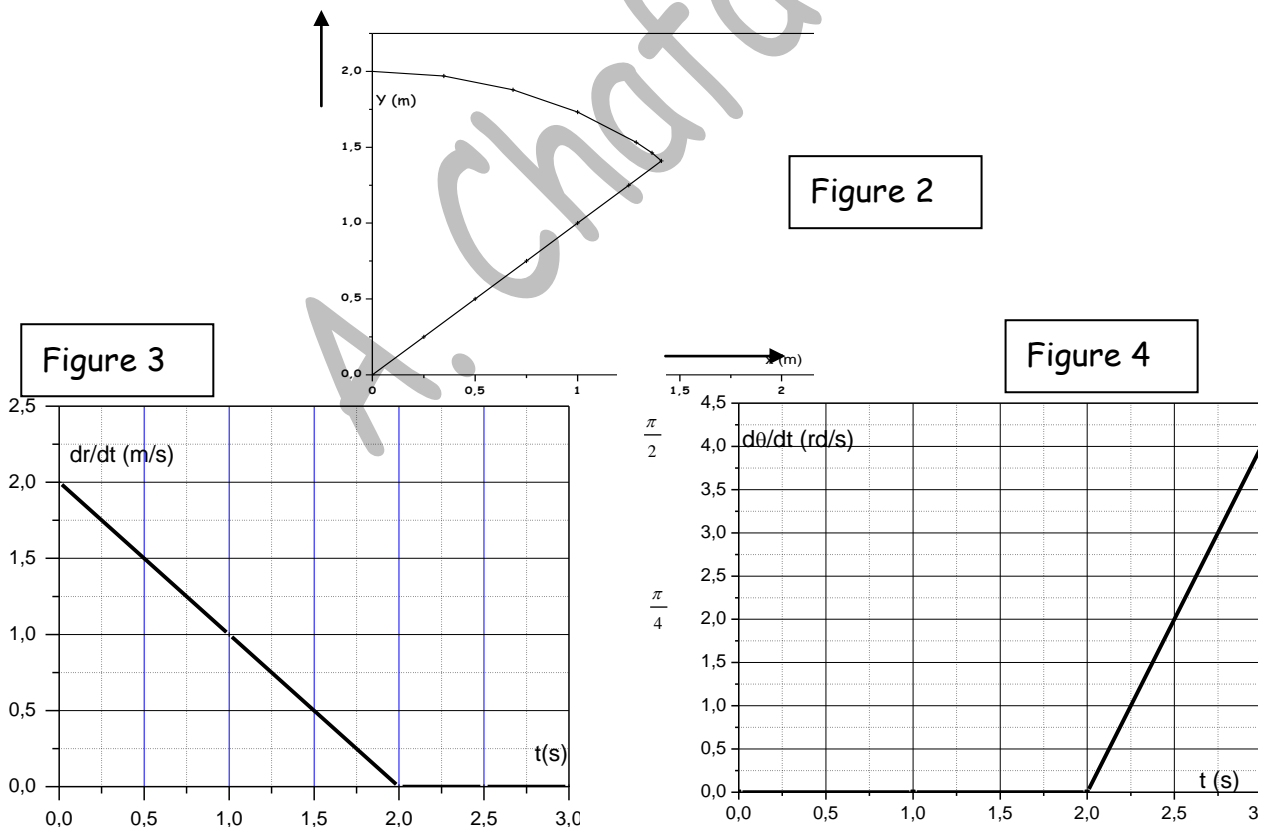 A. Chafa
2,0
Y (m)
1,5
1,0
0,5
0,0
0 0,5 1 1,5 2
X (m)
Figure 2
Figure 3
2,5
dr/dt (m/s)
2,0
1,5
1,0
0,5
0,0
t(s)
0,0 0,5 1,0 1,5 2,0 2,5 3,0
Figure 4
π/2
π/4
4,5
dθ/dt (rd/s)
4,0
3,5
3,0
2,5
2,0
1,5
1,0
0,5
0,0
t (s)
0,0 0,5 1,0 1,5 2,0 2,5 3